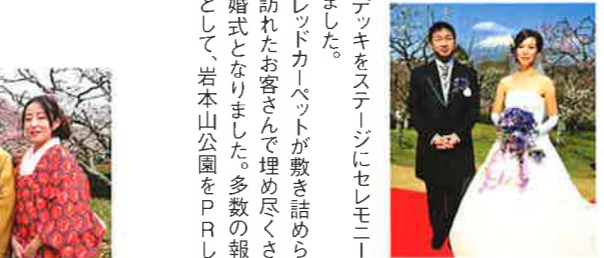 デッキをステージにセレモニー
ました。
レッドカーペットが敷き詰めら
訪れたお客さんで埋め尽くさ
婚式となりました。多数の報
として、岩本山公園をPRし